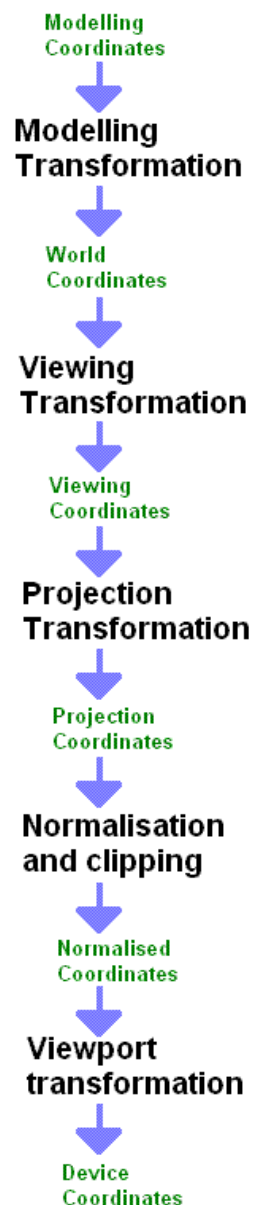 Modelling
Coordinates
Modelling
Transformation
World
Coordinates
Viewing
Transformation
Viewing
Coordinates
Projection
Transformation
Projection
Coordinates
Normalisation
and clipping
Normalised
Coordinates
Viewport
transformation
Device
Coordinates